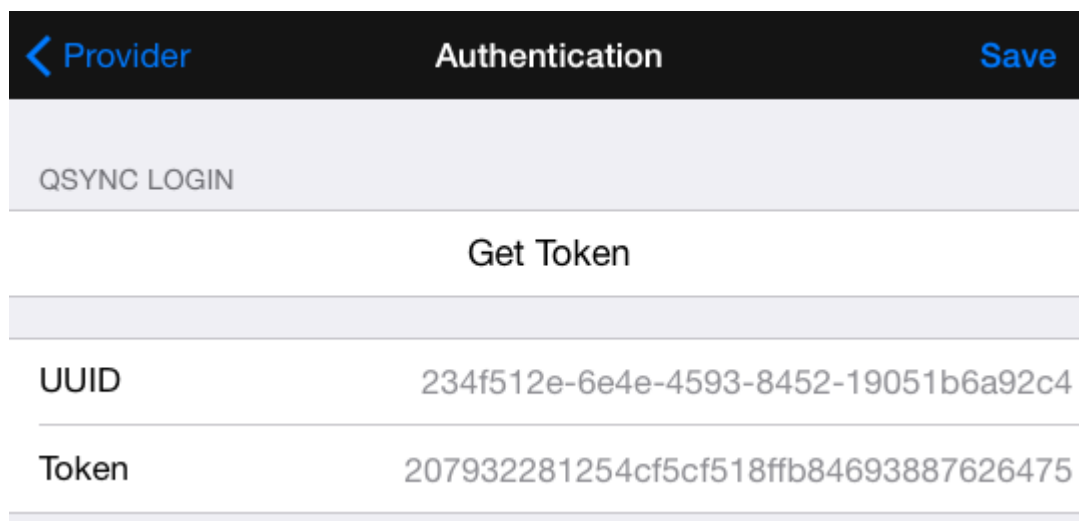 Provider Authentication Save
QSYNC LOGIN
Get Token
UUID 234f512e-6e4e-4593-8452-19051b6a92c4
Token 207932281254cf5cf518ffb84693887626475